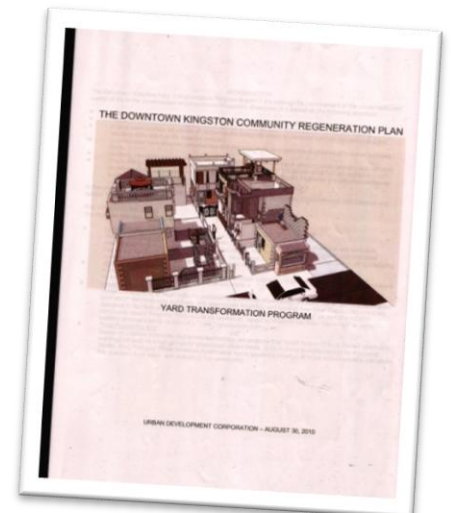 THE DOWNTOWN KINGSTON COMMUNITY REGENERATION PLAN
YARD TRANSFORMATION PROGRAM
URBAN DEVELOPMENT CORPORATION – AUGUST 30, 2010